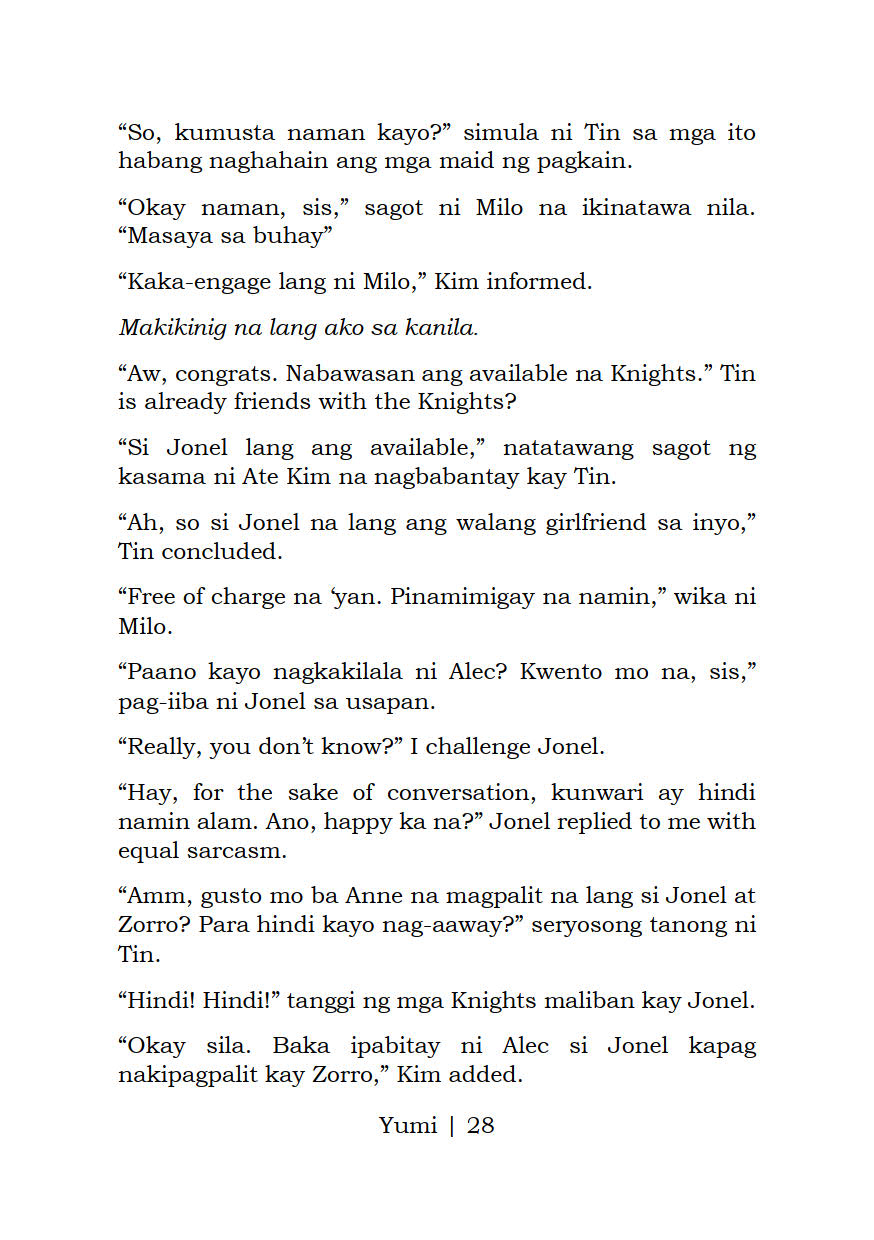 “So, kumusta naman kayo?” simula ni Tin sa mga ito
habang naghahain ang mga maid ng pagkain.
“Okay naman, sis,” sagot ni Milo na ikinatawa nila.
“Masaya sa buhay”
“Kaka-engage lang ni Milo,” Kim informed.
Makikinig na lang ako sa kanila.
“Aw, congrats. Nabawasan ang available na Knights.” Tin
is already friends with the Knights?
“Si Jonel lang ang available,” natatawang sagot ng
kasama ni Ate Kim na nagbabantay kay Tin.
“Ah, so si Jonel na lang ang walang girlfriend sa inyo,”
Tin concluded.
“Free of charge na ‘yan. Pinamimigay na namin,” wika ni
Milo.
“Paano kayo nagkakilala ni Alec? Kwento mo na, sis,”
pag-iiba ni Jonel sa usapan.
“Really, you don’t know?” I challenge Jonel.
“Hay, for the sake of conversation, kunwari ay hindi
namin alam. Ano, happy ka na?” Jonel replied to me with
equal sarcasm.
“Amm, gusto mo ba Anne na magpalit na lang si Jonel at
Zorro? Para hindi kayo nag-aaway?” seryosong tanong ni
Tin.
“Hindi! Hindi!” tanggi ng mga Knights maliban kay Jonel.
“Okay sila. Baka ipabitay ni Alec si Jonel kapag
nakipagpalit kay Zorro,” Kim added.
Yumi | 28